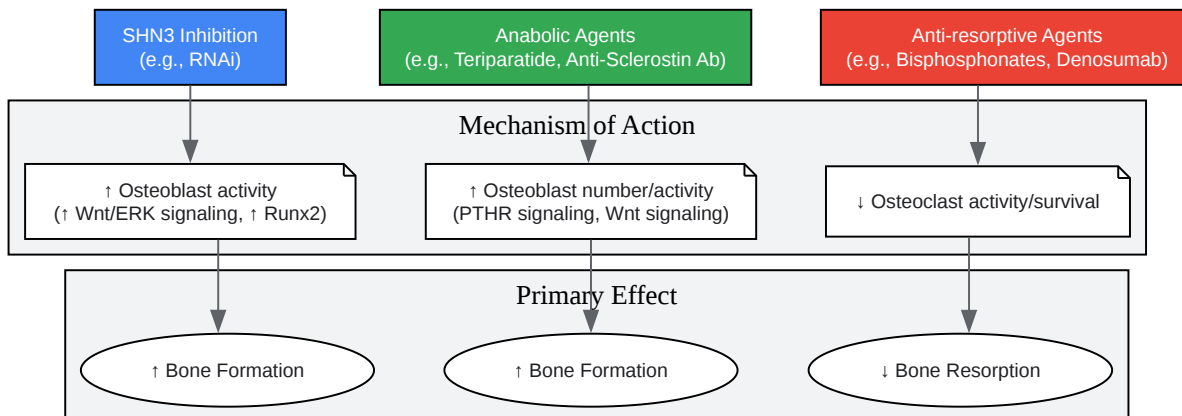 SHN3 Inhibition
(e.g., RNAi)
Anabolic Agents
(e.g., Teriparatide, Anti-Sclerostin Ab)
Anti-resorptive Agents
(e.g., Bisphosphonates, Denosumab)
Mechanism of Action
↑ Osteoblast activity
(↑ Wnt/ERK signaling, ↑ Runx2)
↑ Osteoblast number/activity
(PTHR signaling, Wnt signaling)
↓ Osteoclast activity/survival
Primary Effect
↑ Bone Formation
↑ Bone Formation
↓ Bone Resorption